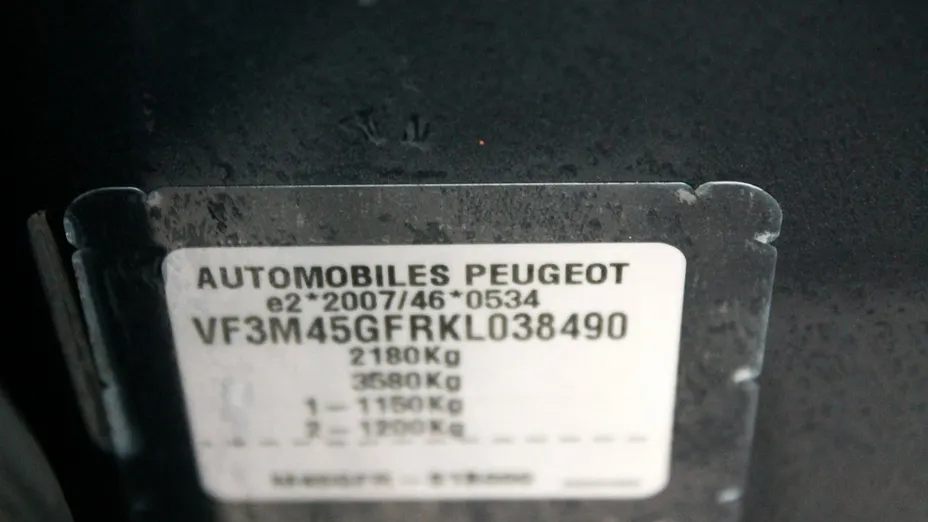 AUTOMOBILES PEUGEOT
e2*2007/46*0534
VF3M45GFRKL038490
2180Kg
3580Kg
1-1150Kg
2-1200Kg